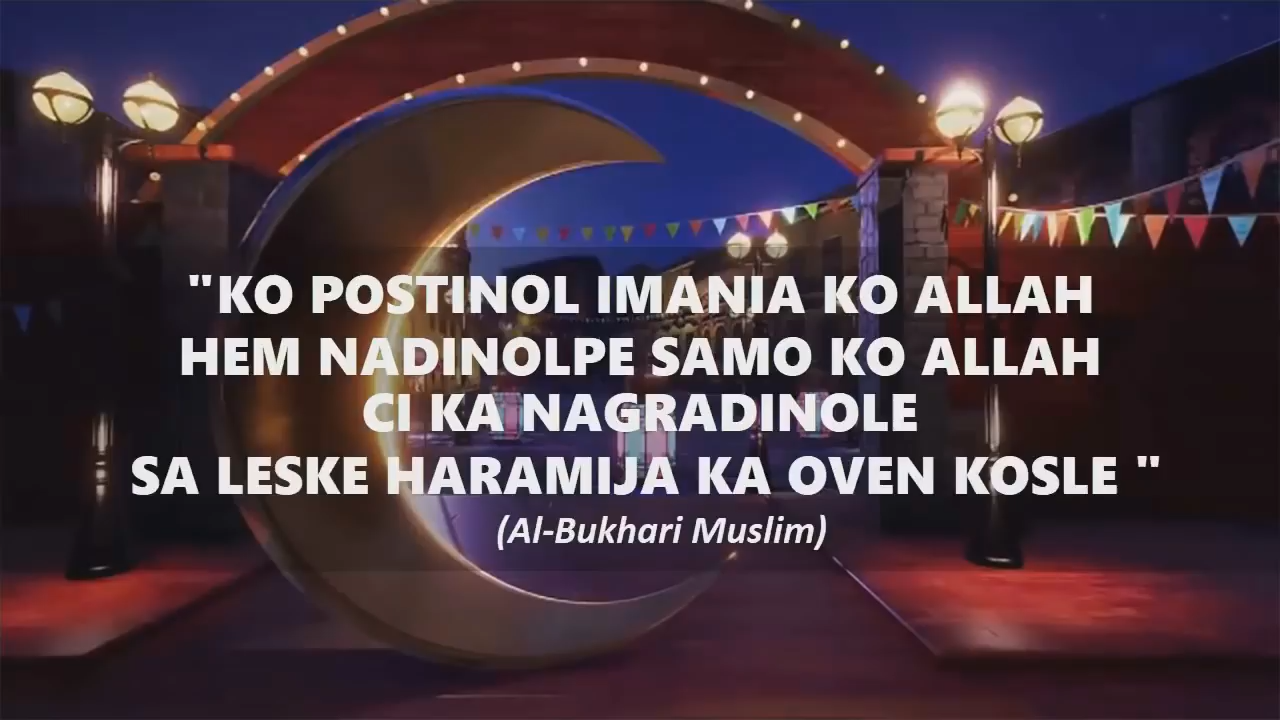 "KO POSTINOL IMANIA KO ALLAH
HEM NADINOLPE SAMO KO ALLAH
CI KA NAGRADINOLE
SA LESKE HARAMIJA KA OVEN KOSLE "
(Al-Bukhari Muslim)